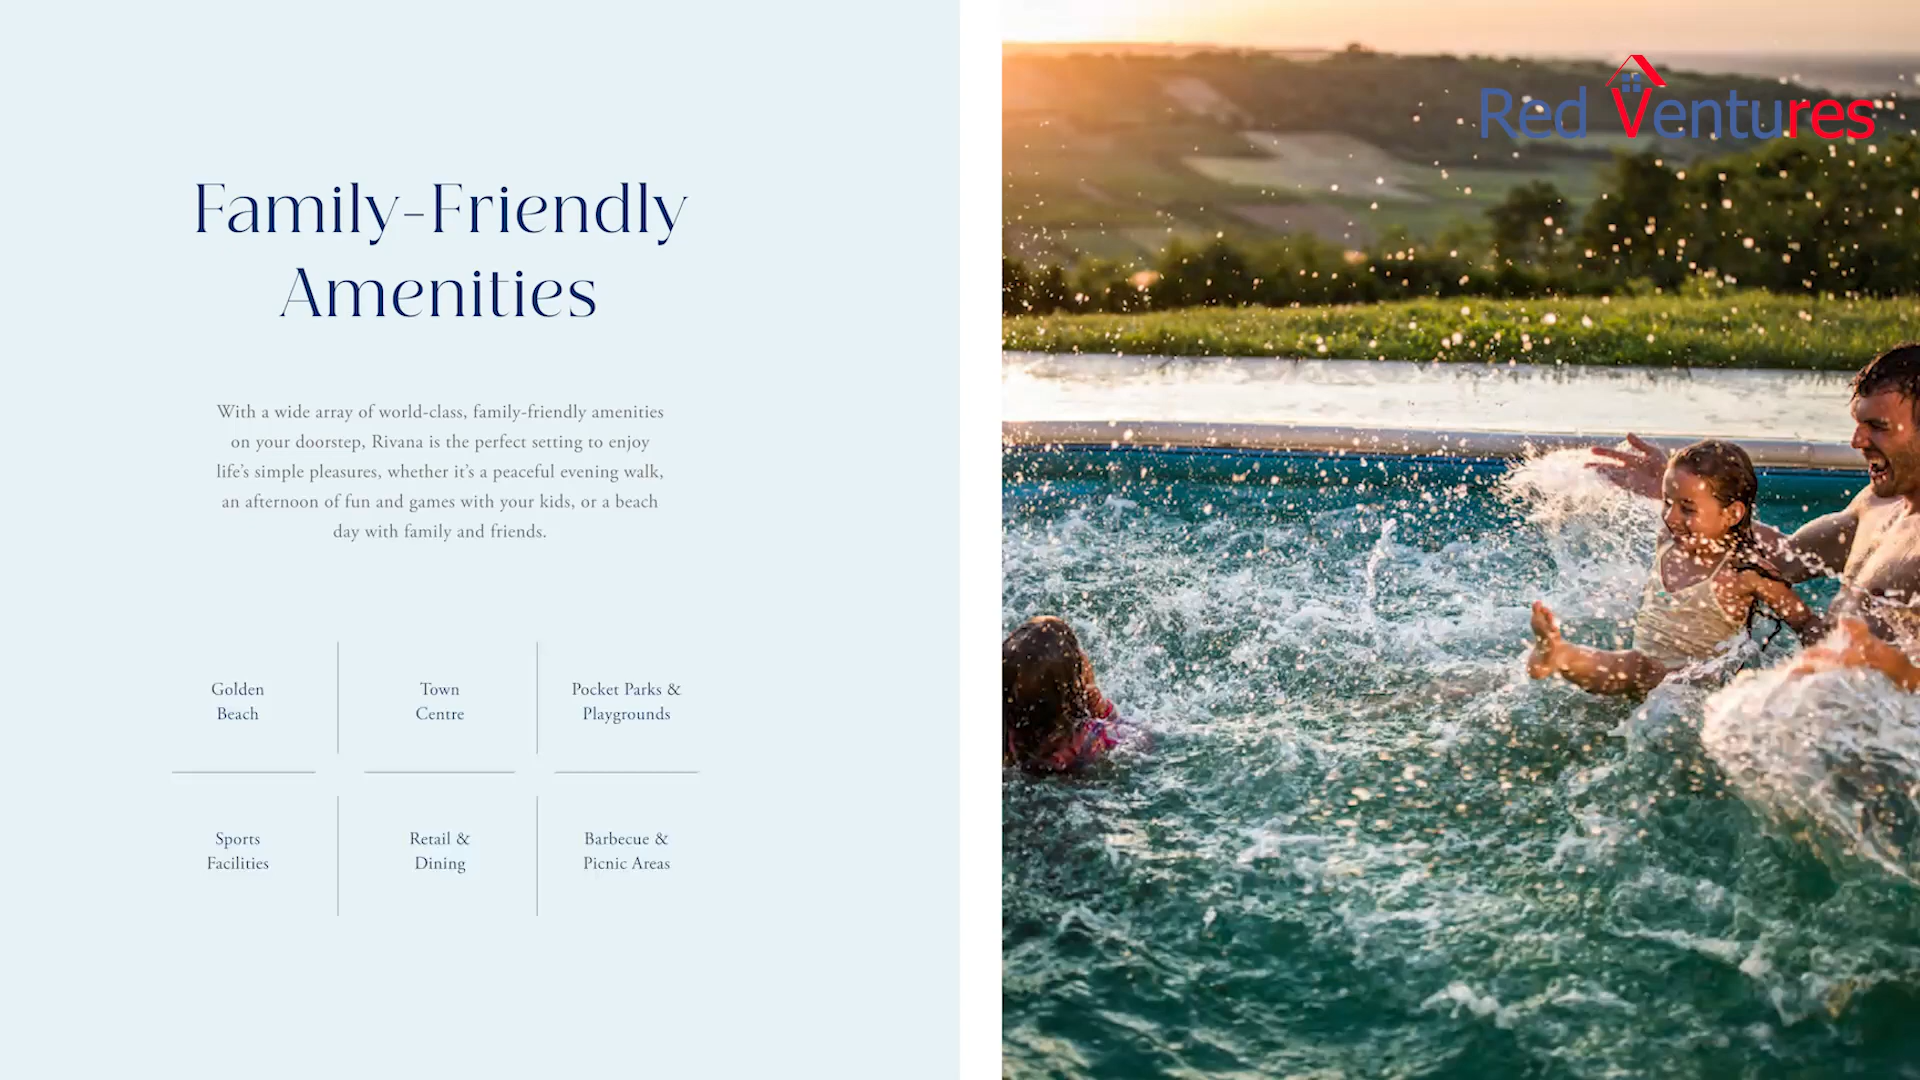 Red Ventures
Family-Friendly
Amenities
With a wide array of world-class, family-friendly amenities
on your doorstep, Rivana is the perfect setting to enjoy
life’s simple pleasures, whether it’s a peaceful evening walk,
an afternoon of fun and games with your kids, or a beach
day with family and friends.
Golden
Beach
Town
Centre
Pocket Parks &
Playgrounds
Sports
Facilities
Retail &
Dining
Barbecue &
Picnic Areas